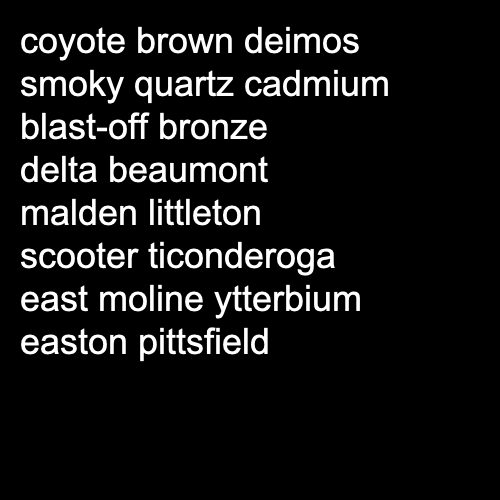 coyote brown deimos
smoky quartz cadmium
blast-off bronze
delta beaumont
malden littleton
scooter ticonderoga
east moline ytterbium
easton pittsfield